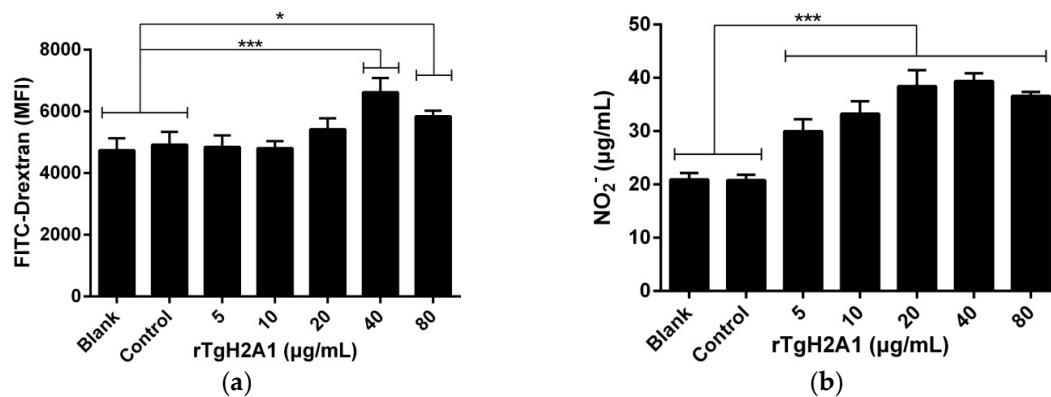 *
***
8000
6000
4000
2000
0
FITC-Drextran (MFI)
Blank
Control
5
10
20
40
80
rTgH2A1 (μg/mL)
(a)
***
50
40
30
20
10
0
NO₂⁻ (μg/mL)
Blank
Control
5
10
20
40
80
rTgH2A1 (μg/mL)
(b)